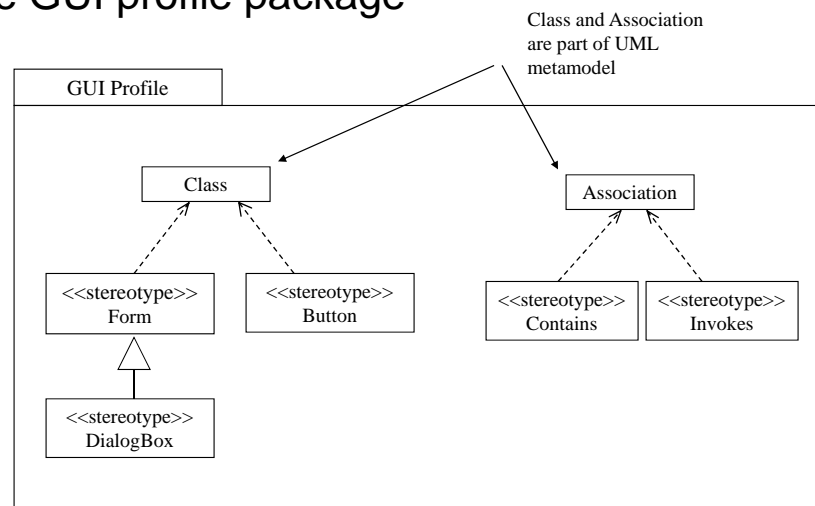 e GUI profile package
Class and Association
are part of UML
metamodel
GUI Profile
Class
Association
<<stereotype>>
Form
<<stereotype>>
Button
<<stereotype>>
Contains
<<stereotype>>
Invokes
<<stereotype>>
DialogBox